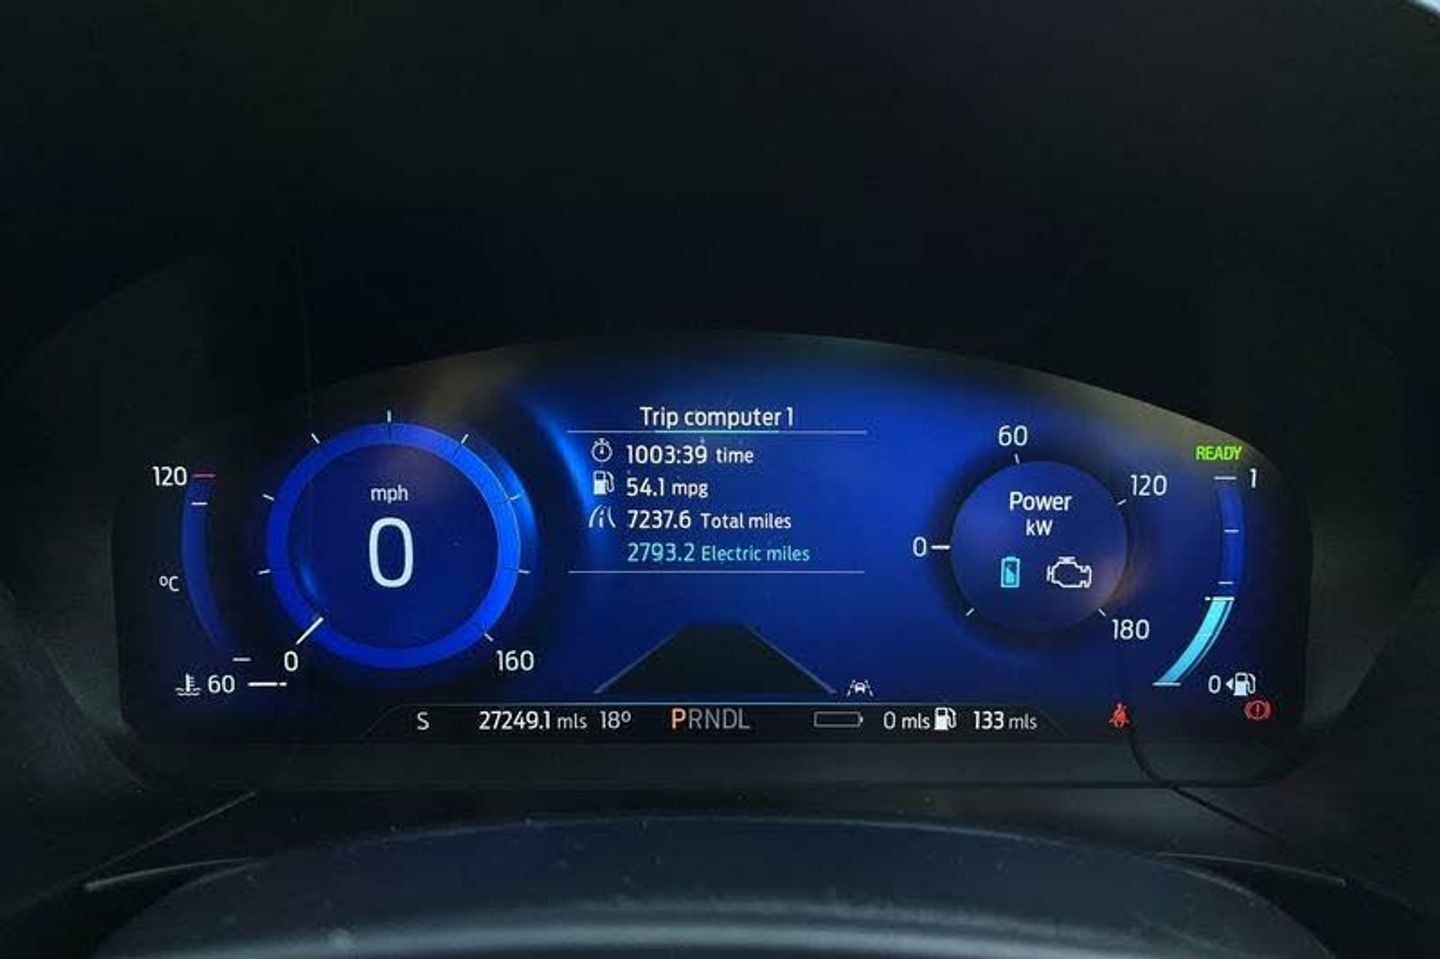 Trip computer 1
1003:39 time
54.1 mpg
7237.6 Total miles
2793.2 Electric miles
120
°C
60
mph
0
0
160
60
120
0
Power
kW
180
READY
1
0
S 27249.1 mls 18° PRNDL 0 mls 133 mls